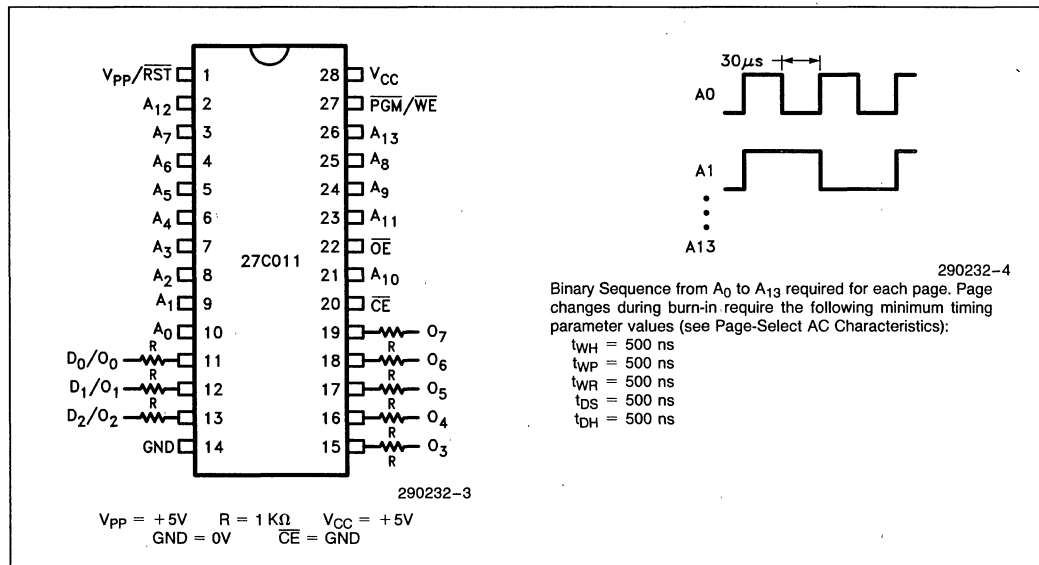 VPP/RST 1
A12 2
A7 3
A6 4
A5 5
A4 6
A3 7
A2 8
A1 9
A0 10
D0/O0 R 11
D1/O1 R 12
D2/O2 R 13
GND 14
27C011
28 VCC
27 PGM/WE
26 A13
25 A8
24 A9
23 A11
22 OE
21 A10
20 CE
19 O7
R
18 O6
R
17 O5
R
16 O4
R
15 O3
R
290232-3
VPP = +5V R = 1 KΩ VCC = +5V
GND = 0V CE = GND
30μs
A0
A1
A13
290232-4
Binary Sequence from A0 to A13 required for each page. Page
changes during burn-in require the following minimum timing
parameter values (see Page-Select AC Characteristics):
tWH = 500 ns
tWP = 500 ns
tWR = 500 ns
tDS = 500 ns
tDH = 500 ns